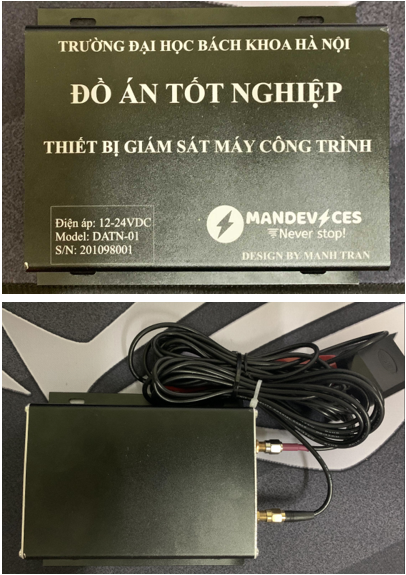 TRƯỜNG ĐẠI HỌC BÁCH KHOA HÀ NỘI
ĐỒ ÁN TỐT NGHIỆP
THIẾT BỊ GIÁM SÁT MÁY CÔNG TRÌNH
Điện áp: 12-24VDC
Model: DATN-01
S/N: 201098001
MANDEVICES
Never stop!
DESIGN BY MANH TRAN